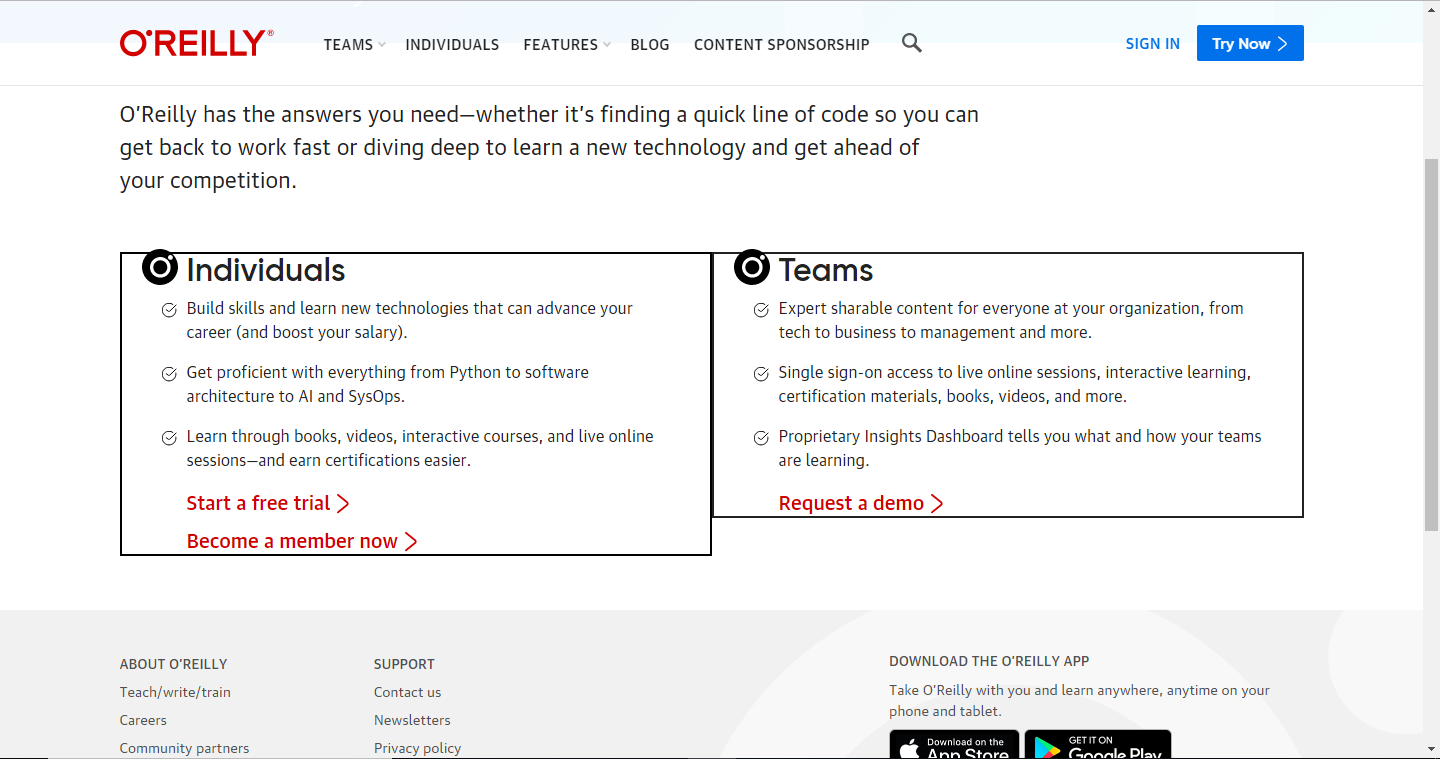 O'REILLY®
TEAMS
INDIVIDUALS
FEATURES
BLOG
CONTENT SPONSORSHIP
SIGN IN
Try Now
O’Reilly has the answers you need—whether it’s finding a quick line of code so you can
get back to work fast or diving deep to learn a new technology and get ahead of
your competition.
Individuals
Build skills and learn new technologies that can advance your
career (and boost your salary).
Get proficient with everything from Python to software
architecture to AI and SysOps.
Learn through books, videos, interactive courses, and live online
sessions—and earn certifications easier.
Start a free trial
Become a member now
Teams
Expert sharable content for everyone at your organization, from
tech to business to management and more.
Single sign-on access to live online sessions, interactive learning,
certification materials, books, videos, and more.
Proprietary Insights Dashboard tells you what and how your teams
are learning.
Request a demo
ABOUT O’REILLY
Teach/write/train
Careers
Community partners
SUPPORT
Contact us
Newsletters
Privacy policy
DOWNLOAD THE O’REILLY APP
Take O’Reilly with you and learn anywhere, anytime on your
phone and tablet.
Download on the
App Store
GET IT ON
Google Play